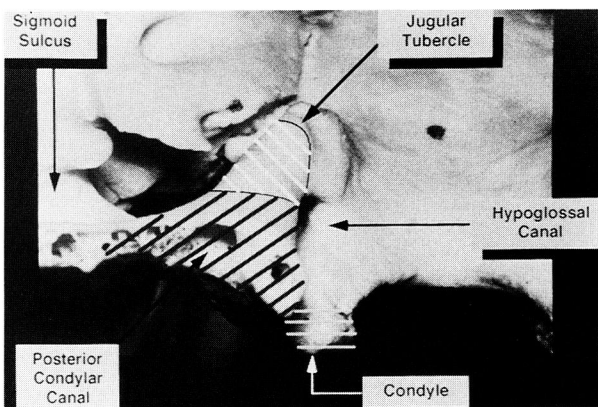 Sigmoid
Sulcus
Jugular
Tubercle
Hypoglossal
Canal
Posterior
Condylar
Canal
Condyle